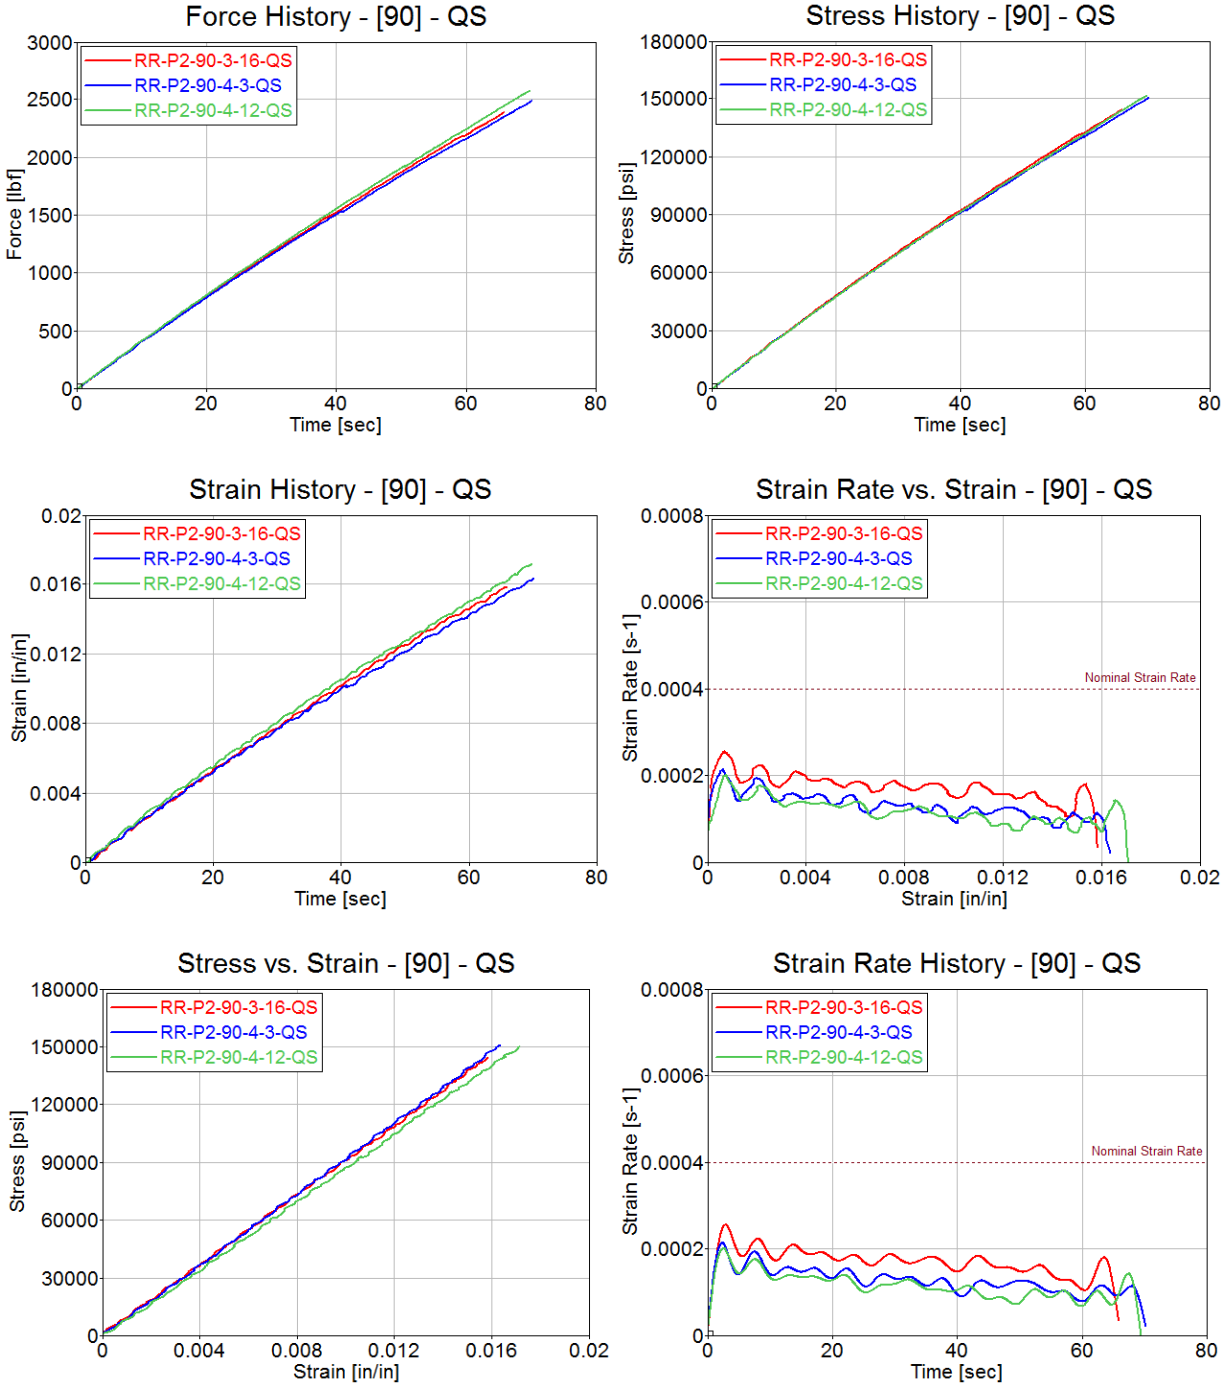 Force History - [90] - QS
3000
2500
2000
1500
1000
500
0
Force [lbf]
RR-P2-90-3-16-QS
RR-P2-90-4-3-QS
RR-P2-90-4-12-QS
0 20 40 60 80
Time [sec]
Stress History - [90] - QS
180000
150000
120000
90000
60000
30000
0
Stress [psi]
RR-P2-90-3-16-QS
RR-P2-90-4-3-QS
RR-P2-90-4-12-QS
0 20 40 60 80
Time [sec]
Strain History - [90] - QS
0.02
0.016
0.012
0.008
0.004
0
Strain [in/in]
RR-P2-90-3-16-QS
RR-P2-90-4-3-QS
RR-P2-90-4-12-QS
0 20 40 60 80
Time [sec]
Strain Rate vs. Strain - [90] - QS
0.0008
0.0006
0.0004
0.0002
0
Strain Rate [s-1]
RR-P2-90-3-16-QS
RR-P2-90-4-3-QS
RR-P2-90-4-12-QS
Nominal Strain Rate
0 0.004 0.008 0.012 0.016 0.02
Strain [in/in]
Stress vs. Strain - [90] - QS
180000
150000
120000
90000
60000
30000
0
Stress [psi]
RR-P2-90-3-16-QS
RR-P2-90-4-3-QS
RR-P2-90-4-12-QS
0 0.004 0.008 0.012 0.016 0.02
Strain [in/in]
Strain Rate History - [90] - QS
0.0008
0.0006
0.0004
0.0002
0
Strain Rate [s-1]
RR-P2-90-3-16-QS
RR-P2-90-4-3-QS
RR-P2-90-4-12-QS
Nominal Strain Rate
0 20 40 60 80
Time [sec]